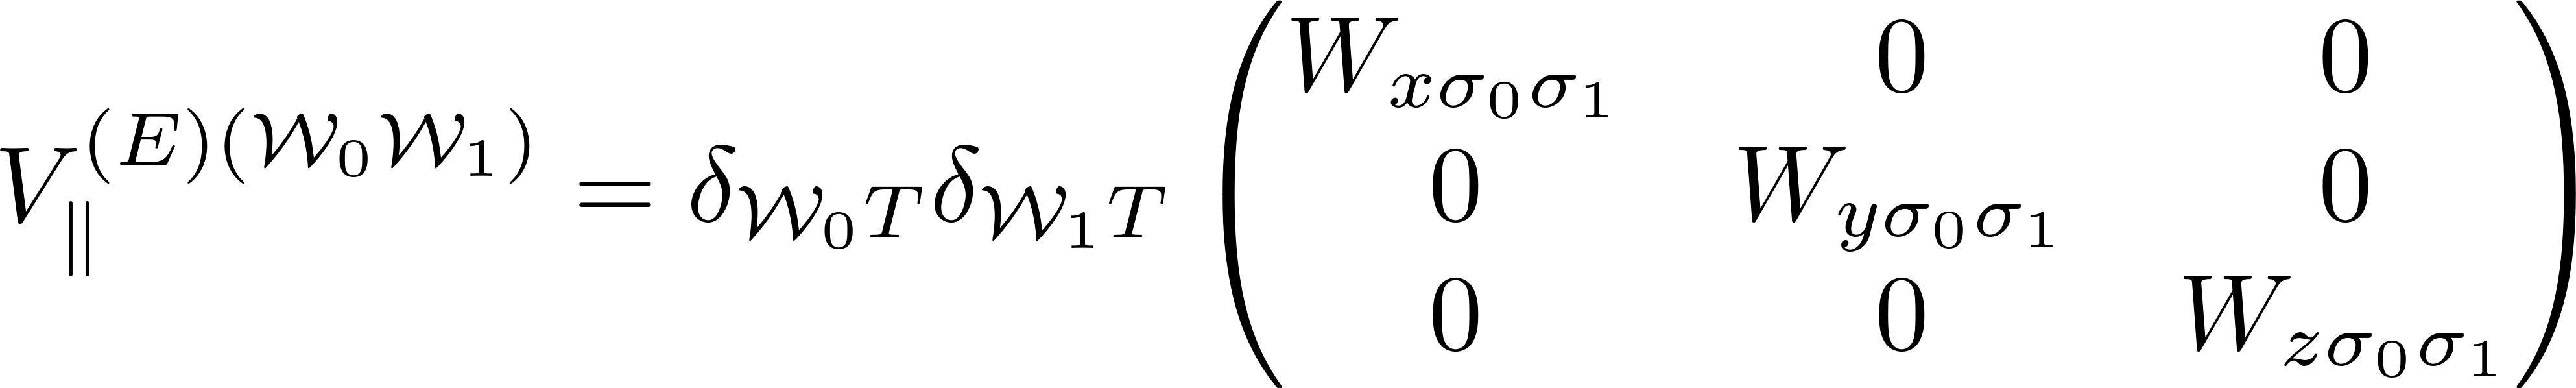 V_{\parallel}^{(E)(\mathcal{W}_0\mathcal{W}_1)} = \delta_{\mathcal{W}_0 T}\delta_{\mathcal{W}_1 T} \begin{pmatrix} W_{x\sigma_0\sigma_1} & 0 & 0 \\ 0 & W_{y\sigma_0\sigma_1} & 0 \\ 0 & 0 & W_{z\sigma_0\sigma_1} \end{pmatrix}